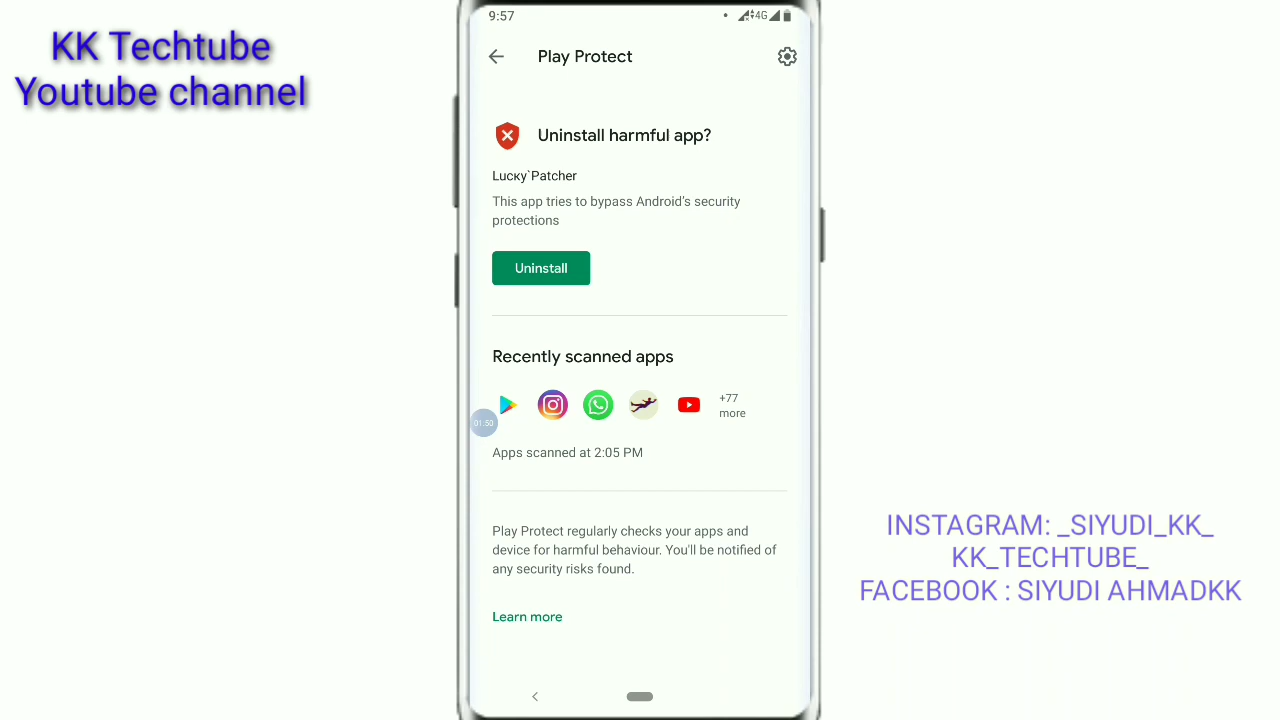 KK Techtube
Youtube channel
9:57
4G
Play Protect
Uninstall harmful app?
Lucкy`Patcher
This app tries to bypass Android's security
protections
Uninstall
Recently scanned apps
+77
more
01:50
Apps scanned at 2:05 PM
Play Protect regularly checks your apps and
device for harmful behaviour. You'll be notified of
any security risks found.
Learn more
INSTAGRAM: _SIYUDI_KK_
KK_TECHTUBE_
FACEBOOK : SIYUDI AHMADKK